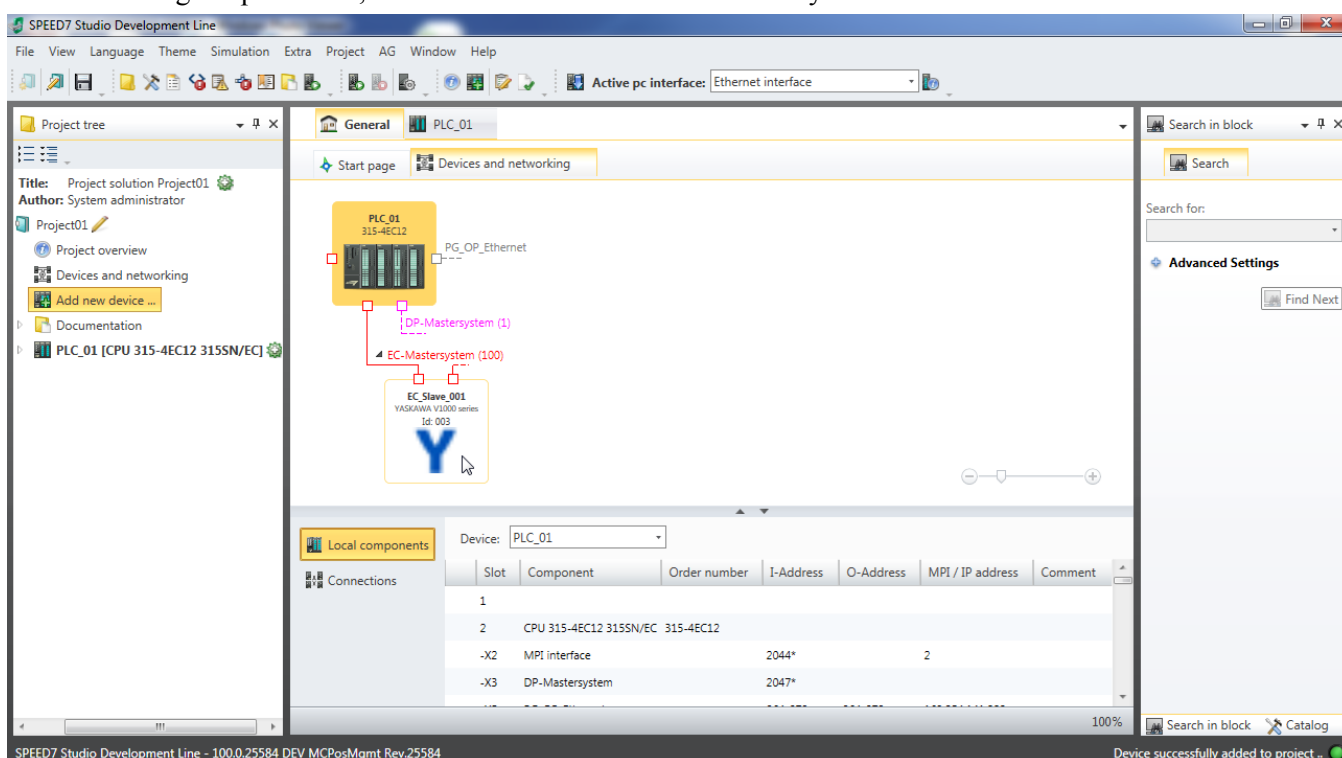 SPEED7 Studio Development Line
File View Language Theme Simulation Extra Project AG Window Help
Active pc interface: Ethernet interface
Project tree
Title: Project solution Project01
Author: System administrator
Project01
Project overview
Devices and networking
Add new device ...
Documentation
PLC_01 [CPU 315-4EC12 315SN/EC]
General PLC_01
Start page Devices and networking
PLC_01
315-4EC12
PG_OP_Ethernet
DP-Mastersystem (1)
EC-Mastersystem (100)
EC_Slave_001
YASKAWA V1000 series
Id: 003
Y
Local components
Connections
Device: PLC_01
Slot Component Order number I-Address O-Address MPI / IP address Comment
1
2 CPU 315-4EC12 315SN/EC 315-4EC12
-X2 MPI interface 2044* 2
-X3 DP-Mastersystem 2047*
100%
Search in block
Search
Search for:
Advanced Settings
Find Next
Search in block Catalog
SPEED7 Studio Development Line - 100.0.25584 DEV MCPosMgmt Rev.25584
Device successfully added to project ..